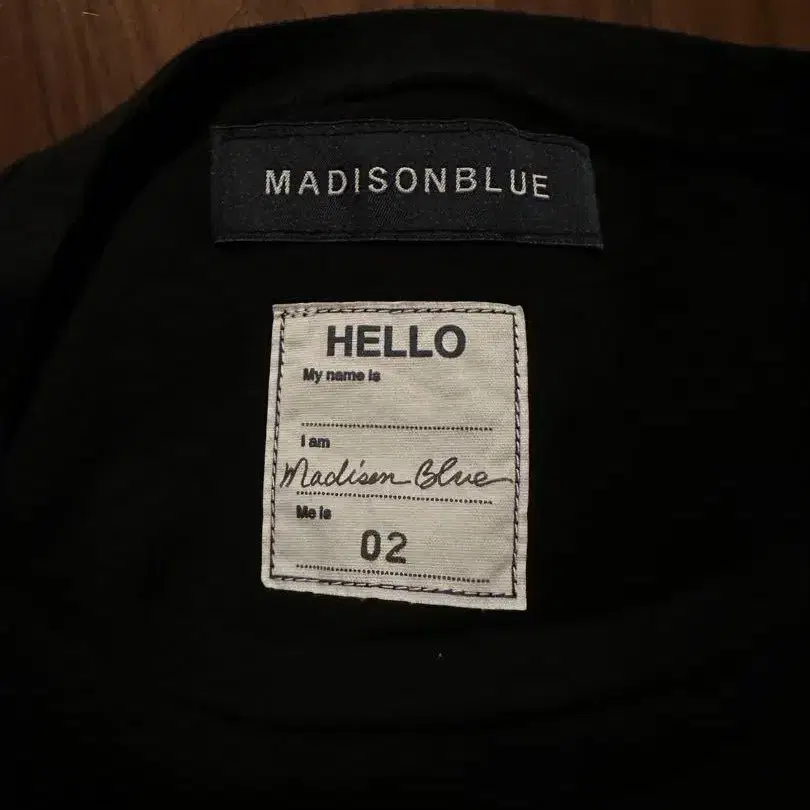 MADISONBLUE
HELLO
My name is
I am
Madison Blue
Me is
02